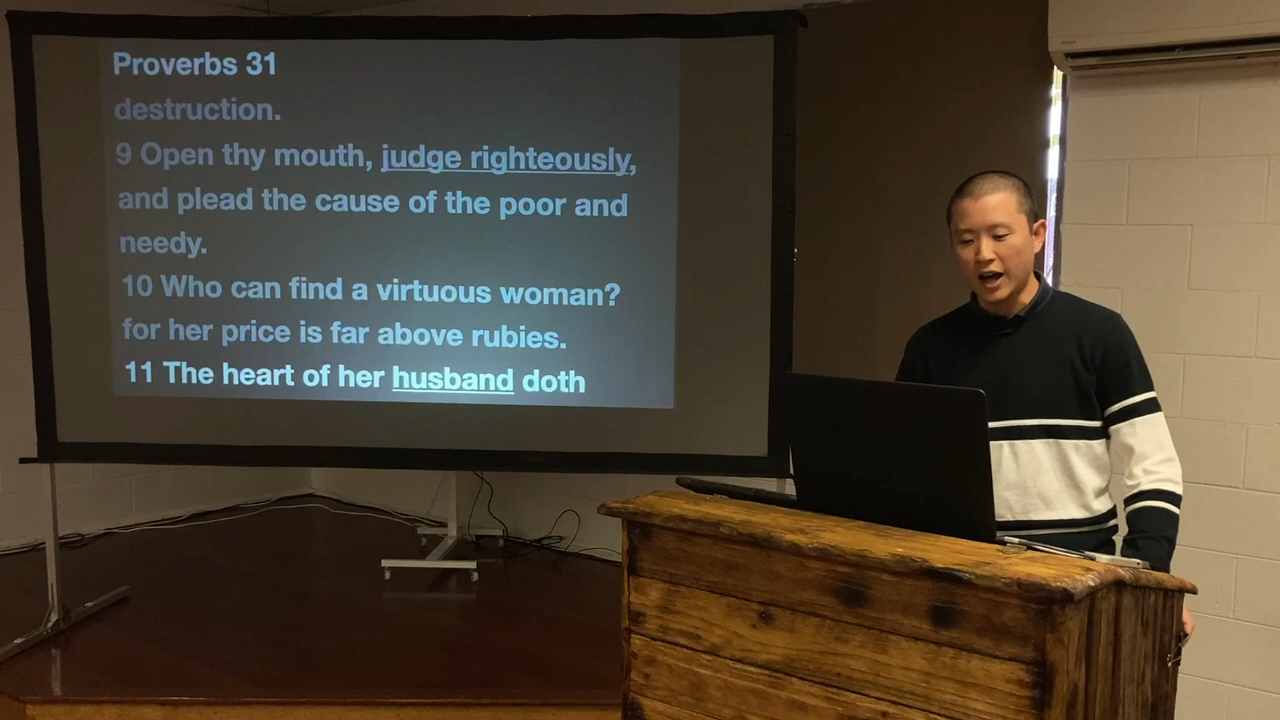 Proverbs 31
destruction.
9 Open thy mouth, judge righteously,
and plead the cause of the poor and
needy.
10 Who can find a virtuous woman?
for her price is far above rubies.
11 The heart of her husband doth